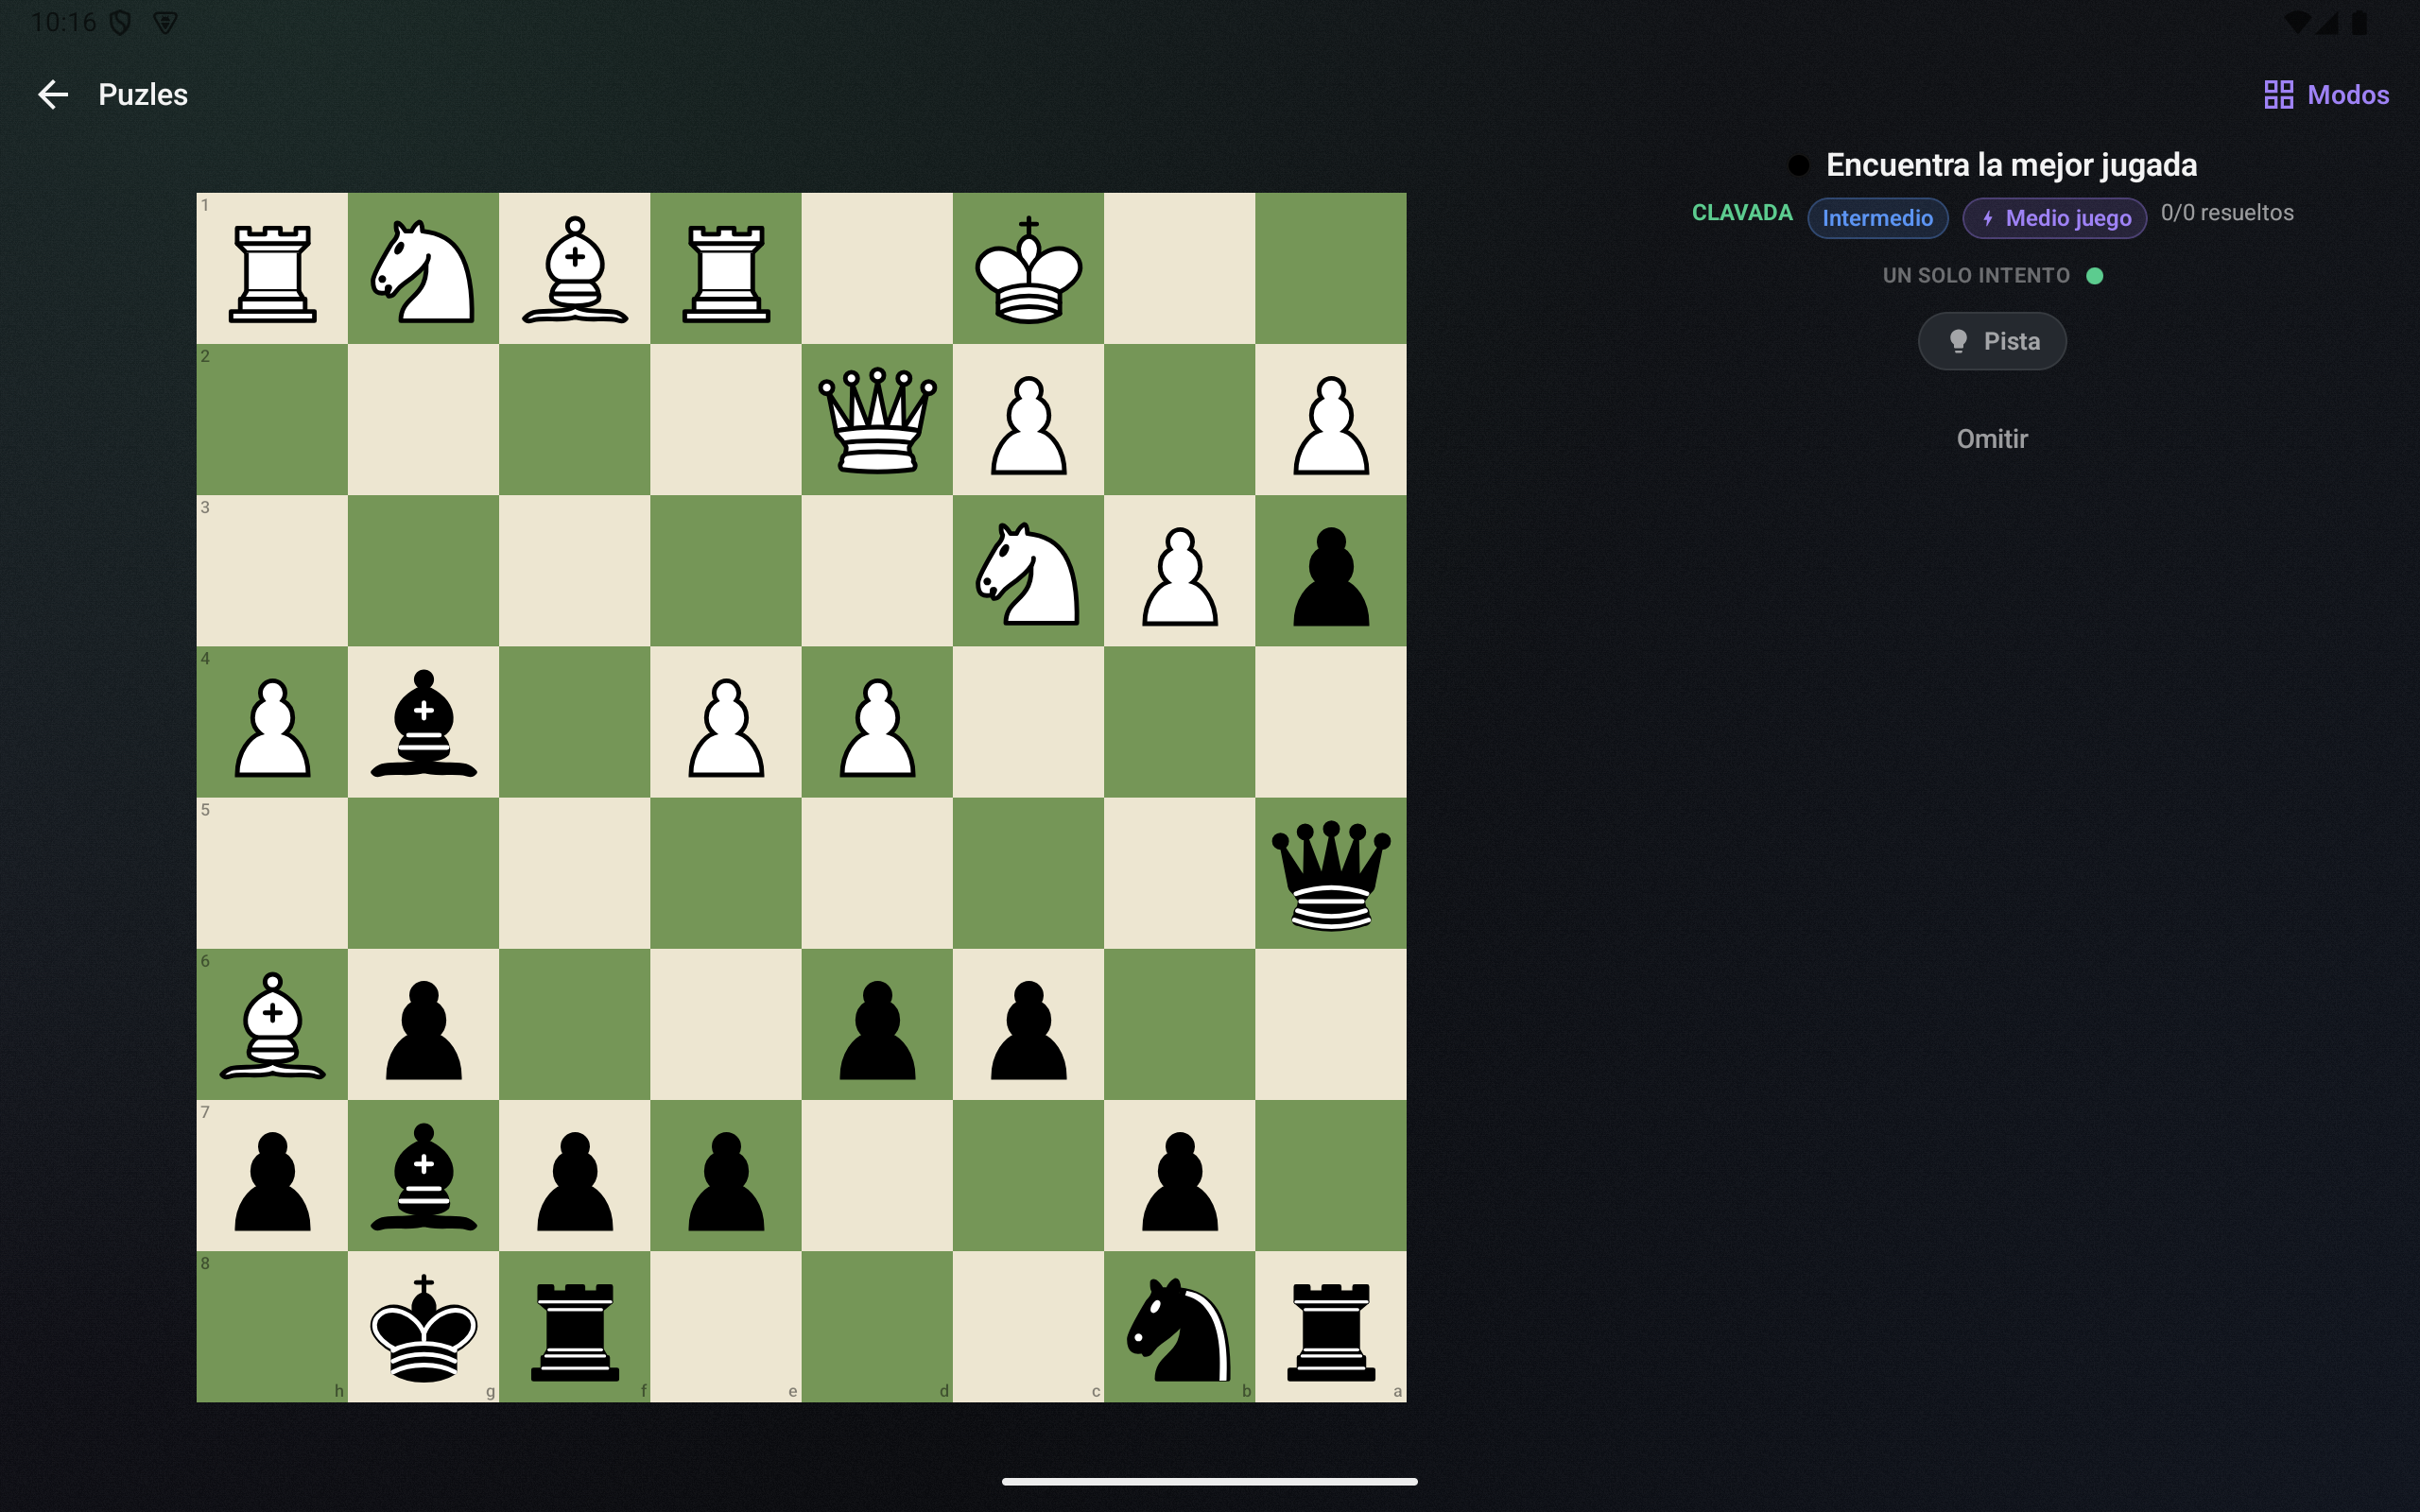 10:16
Puzles
Modos
Encuentra la mejor jugada
CLAVADA Intermedio Medio juego 0/0 resueltos
UN SOLO INTENTO
Pista
Omitir
1
2
3
4
5
6
7
8
h g f e d c b a